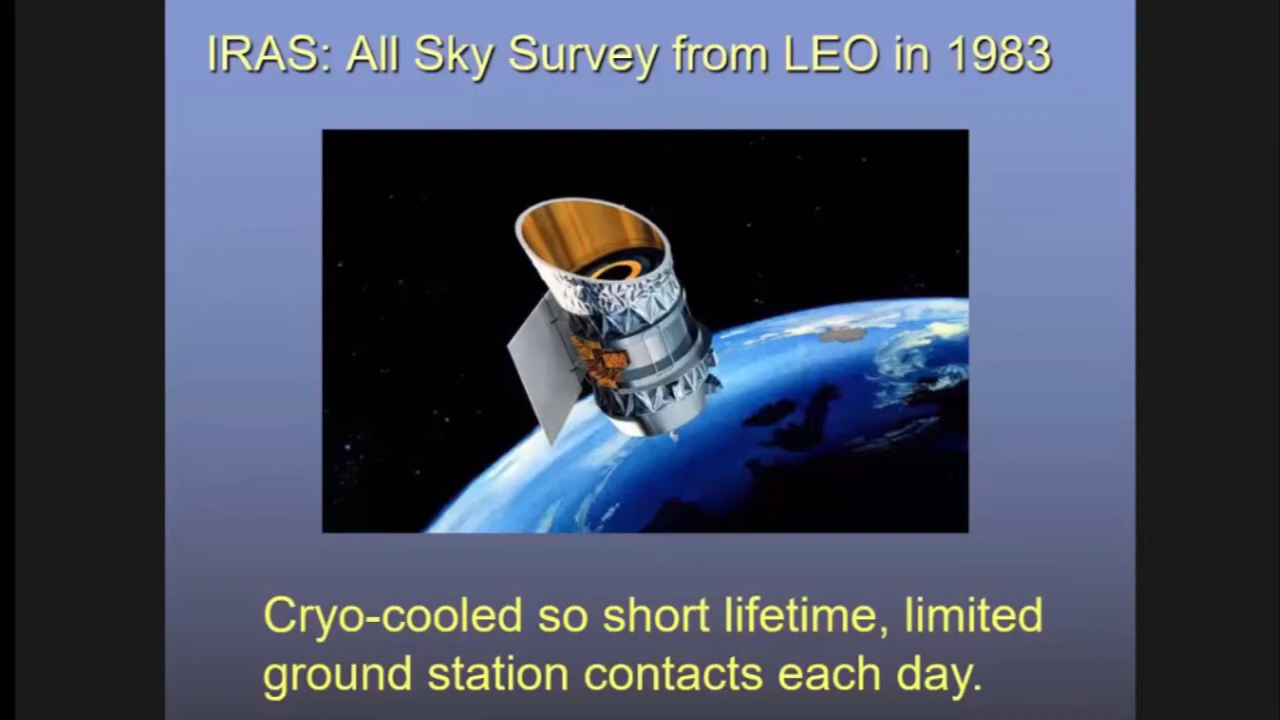 IRAS: All Sky Survey from LEO in 1983
Cryo-cooled so short lifetime, limited
ground station contacts each day.